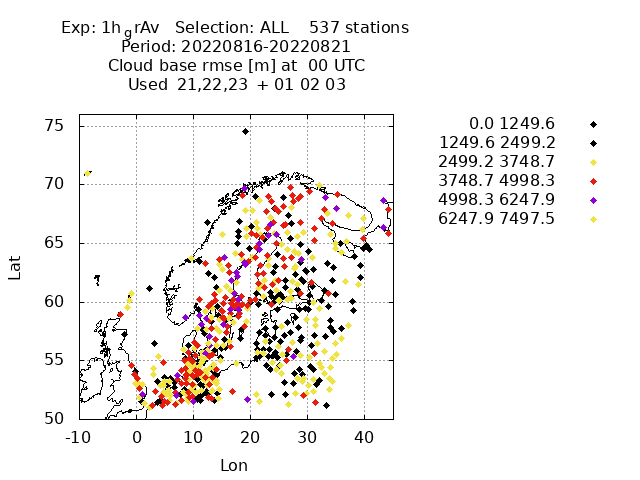 Exp: 1h grAv   Selection: ALL    537 stations
Period: 20220816-20220821
Cloud base rmse [m] at  00 UTC
Used  21,22,23  + 01 02 03
0.0 1249.6
1249.6 2499.2
2499.2 3748.7
3748.7 4998.3
4998.3 6247.9
6247.9 7497.5
75
70
65
60
55
50
Lat
-10 0 10 20 30 40
Lon